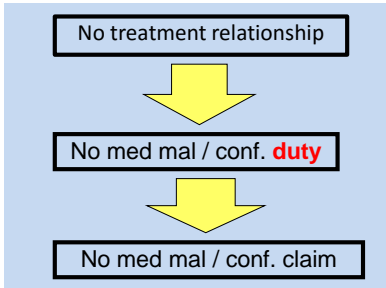 No treatment relationship
No med mal / conf. duty
No med mal / conf. claim